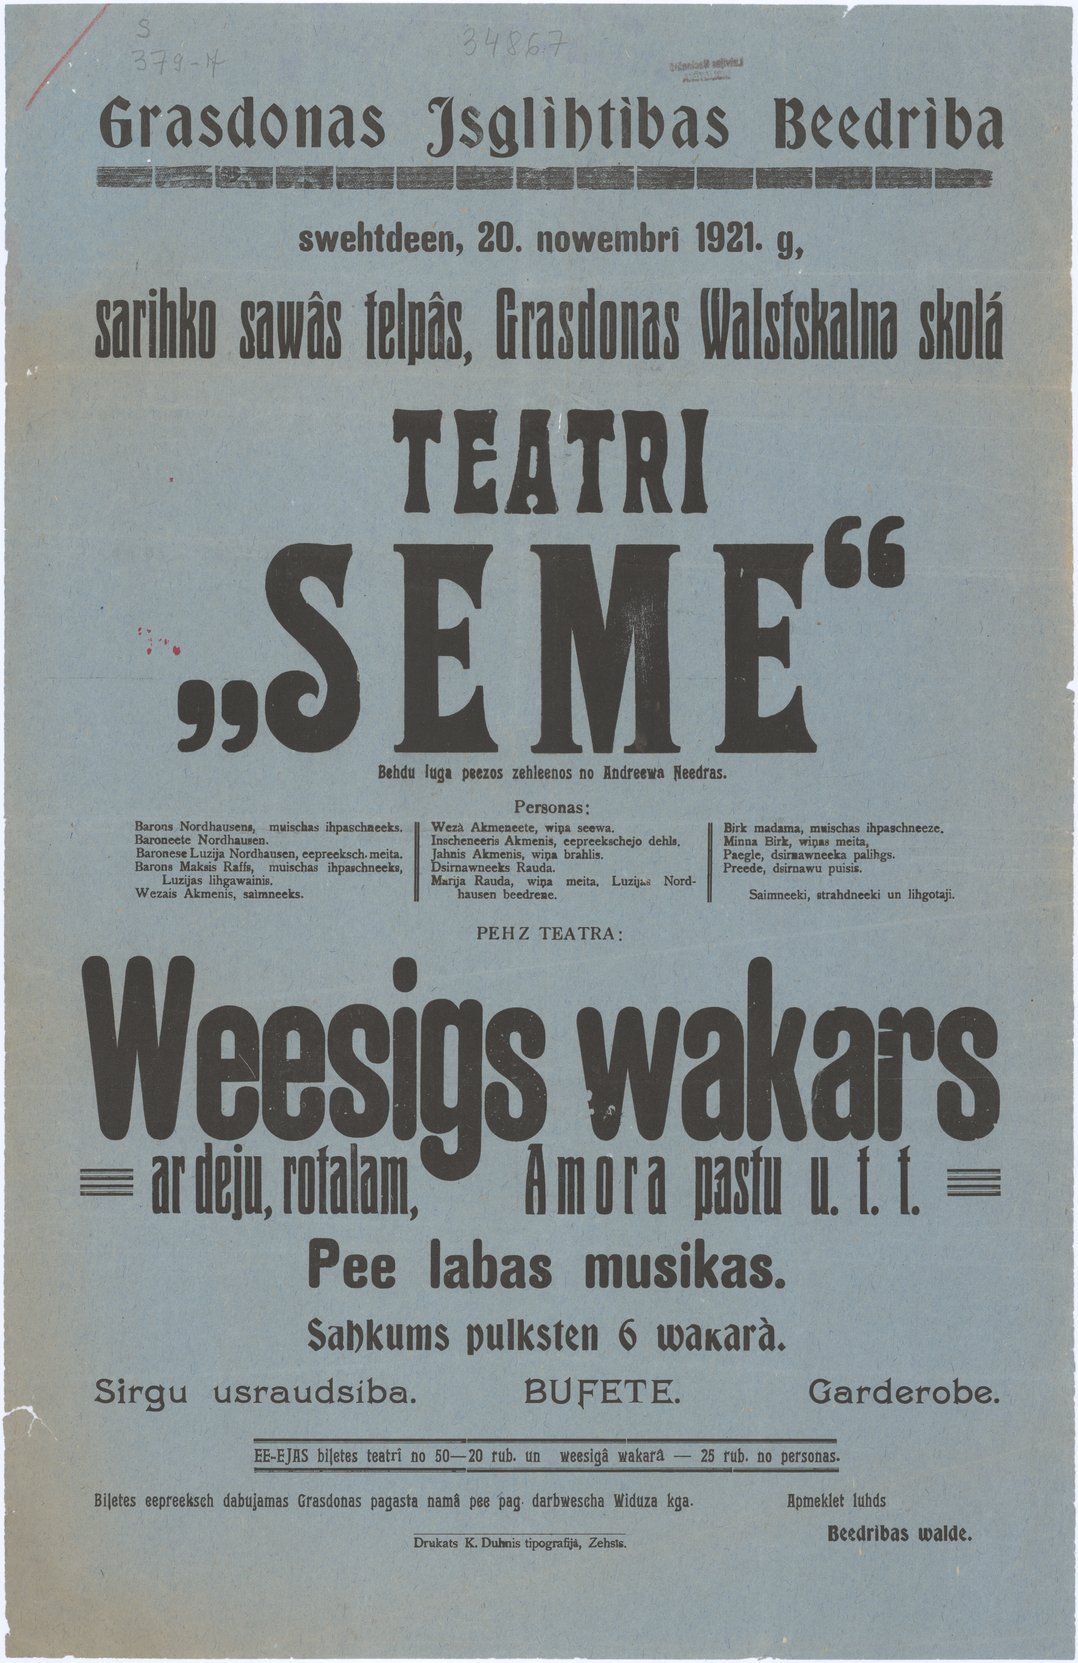 S
379-M
34867
Grasdonas Isglihtibas Beedriba
swehtdeen, 20. nowembrî 1921. g,
sarihko sawâs telpâs, Grasdonas Walstskalna skolá
TEATRI
„SEME“
Behdu luga peezos zehleenos no Andreewa Needras.
Personas:
Barons Nordhausens, muischas ihpaschneeks.
Baroneete Nordhausen.
Baronese Luzija Nordhausen, eepreeksch. meita.
Barons Maksis Raffs, muischas ihpaschneeks,
Luzijas lihgawainis.
Wezais Akmenis, saimneeks.
Wezà Akmeneete, wiņa seewa.
Inscheneeris Akmenis, eepreekschejo dehls.
Jahnis Akmenis, wiņa brahlis.
Dsirnawneeks Rauda.
Marija Rauda, wiņa meita, Luzijas Nord-
hausen beedrene.
Birk madama, muischas ihpaschneeze.
Minna Birk, wiņas meita,
Paegle, dsirnawneeka palihgs.
Preede, dsirnawu puisis.
Saimneeki, strahdneeki un lihgotaji.
PEHZ TEATRA:
Weesigs wakars
ar deju, rotalam, Amora pastu u. t. t.
Pee labas musikas.
Sahkums pulksten 6 wakarà.
Sirgu usraudsiba. BUFETE. Garderobe.
EE-EJAS biļetes teatrî no 50—20 rub. un weesigâ wakarâ — 25 rub. no personas.
Biļetes eepreeksch dabujamas Grasdonas pagasta namâ pee pag. darbwescha Widuza kga. Apmeklet luhds
Beedribas walde.
Drukats K. Duhnis tipografijâ, Zehsis.